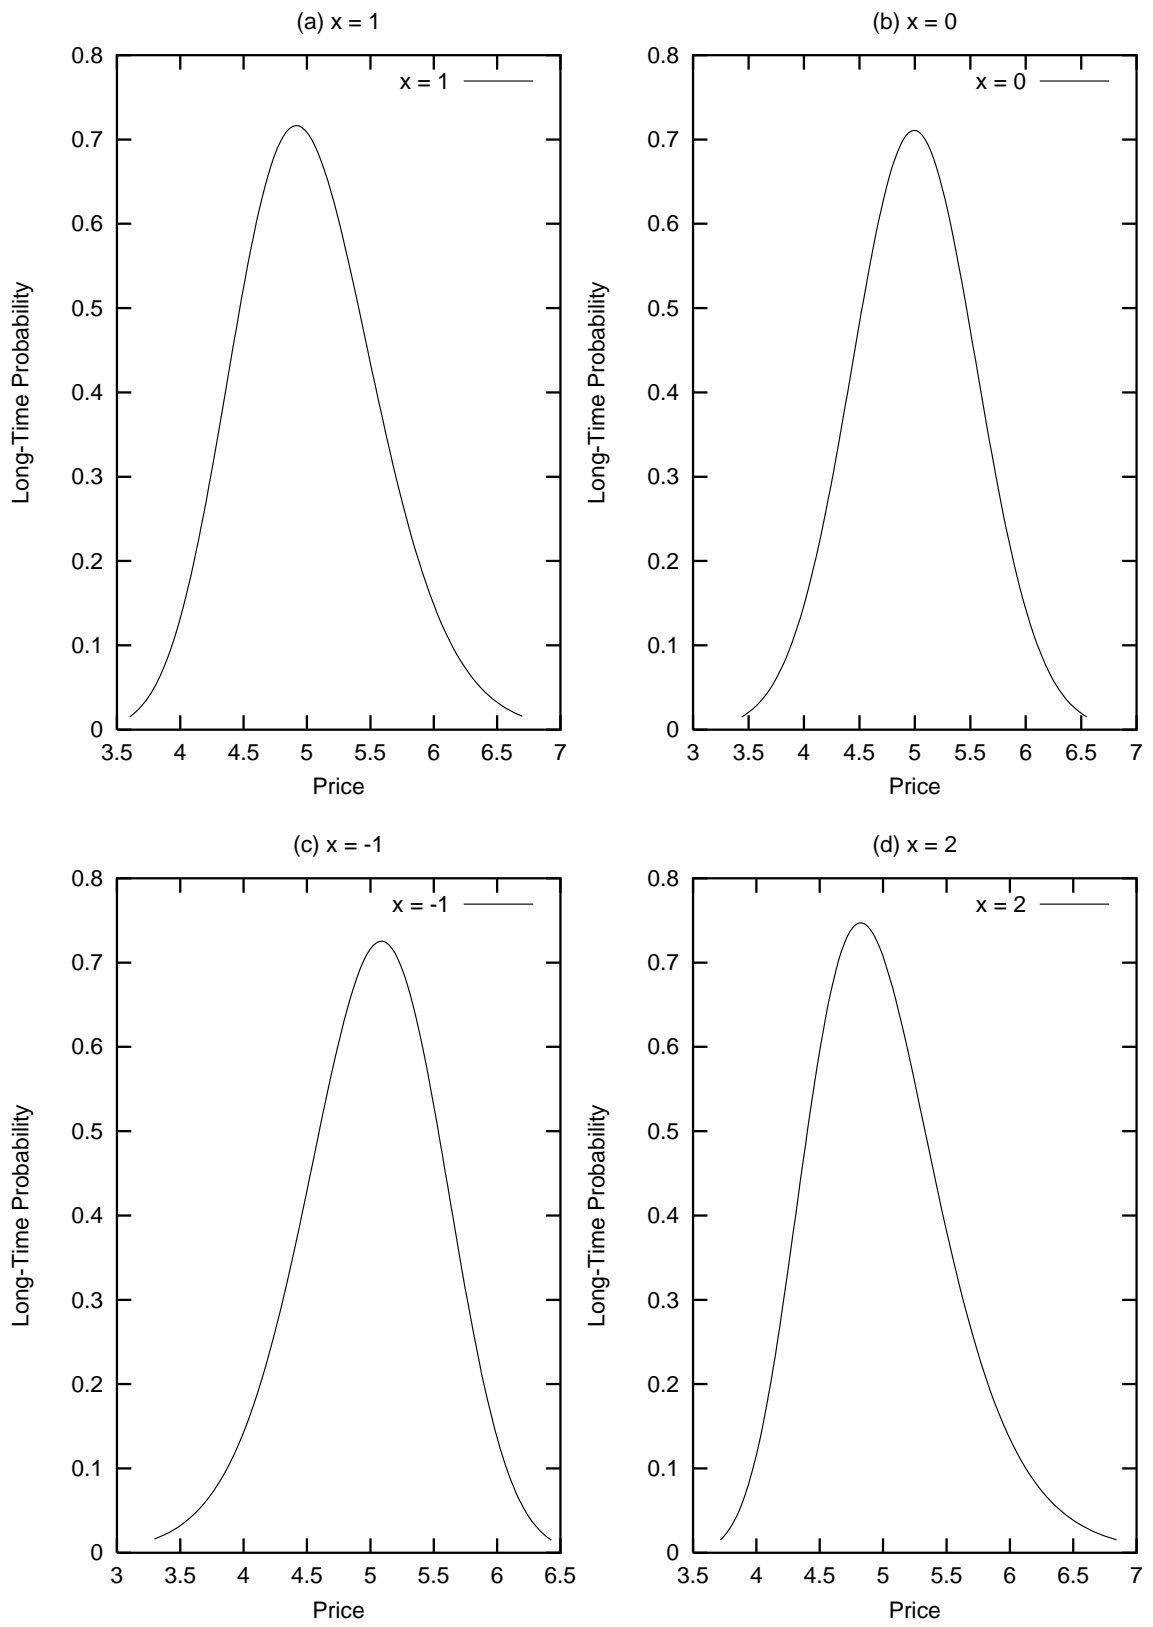 (a) x = 1
0.8
0.7
0.6
0.5
0.4
0.3
0.2
0.1
0
3.5 4 4.5 5 5.5 6 6.5 7
Long-Time Probability
Price
x = 1
(b) x = 0
0.8
0.7
0.6
0.5
0.4
0.3
0.2
0.1
0
3 3.5 4 4.5 5 5.5 6 6.5 7
Long-Time Probability
Price
x = 0
(c) x = -1
0.8
0.7
0.6
0.5
0.4
0.3
0.2
0.1
0
3 3.5 4 4.5 5 5.5 6 6.5
Long-Time Probability
Price
x = -1
(d) x = 2
0.8
0.7
0.6
0.5
0.4
0.3
0.2
0.1
0
3.5 4 4.5 5 5.5 6 6.5 7
Long-Time Probability
Price
x = 2